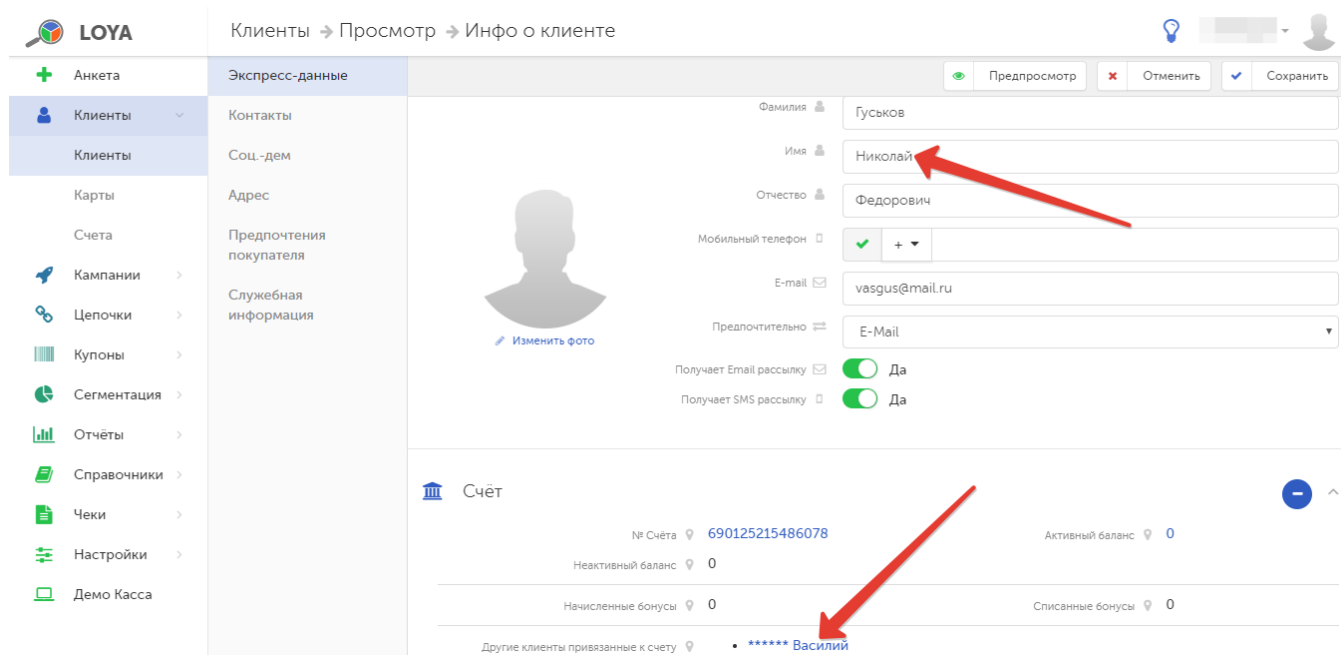 LOYA
Клиенты → Просмотр → Инфо о клиенте
Анкета
Клиенты
Клиенты
Карты
Счета
Кампании
Цепочки
Купоны
Сегментация
Отчёты
Справочники
Чеки
Настройки
Демо Касса
Экспресс-данные
Контакты
Соц.-дем
Адрес
Предпочтения
покупателя
Служебная
информация
Предпросмотр
Отменить
Сохранить
Изменить фото
Фамилия Гуськов
Имя Николай
Отчество Федорович
Мобильный телефон +
E-mail vasgus@mail.ru
Предпочтительно E-Mail
Получает Email рассылку Да
Получает SMS рассылку Да
Счёт
№ Счёта 690125215486078 Активный баланс 0
Неактивный баланс 0
Начисленные бонусы 0 Списанные бонусы 0
Другие клиенты привязанные к счету • ****** Василий